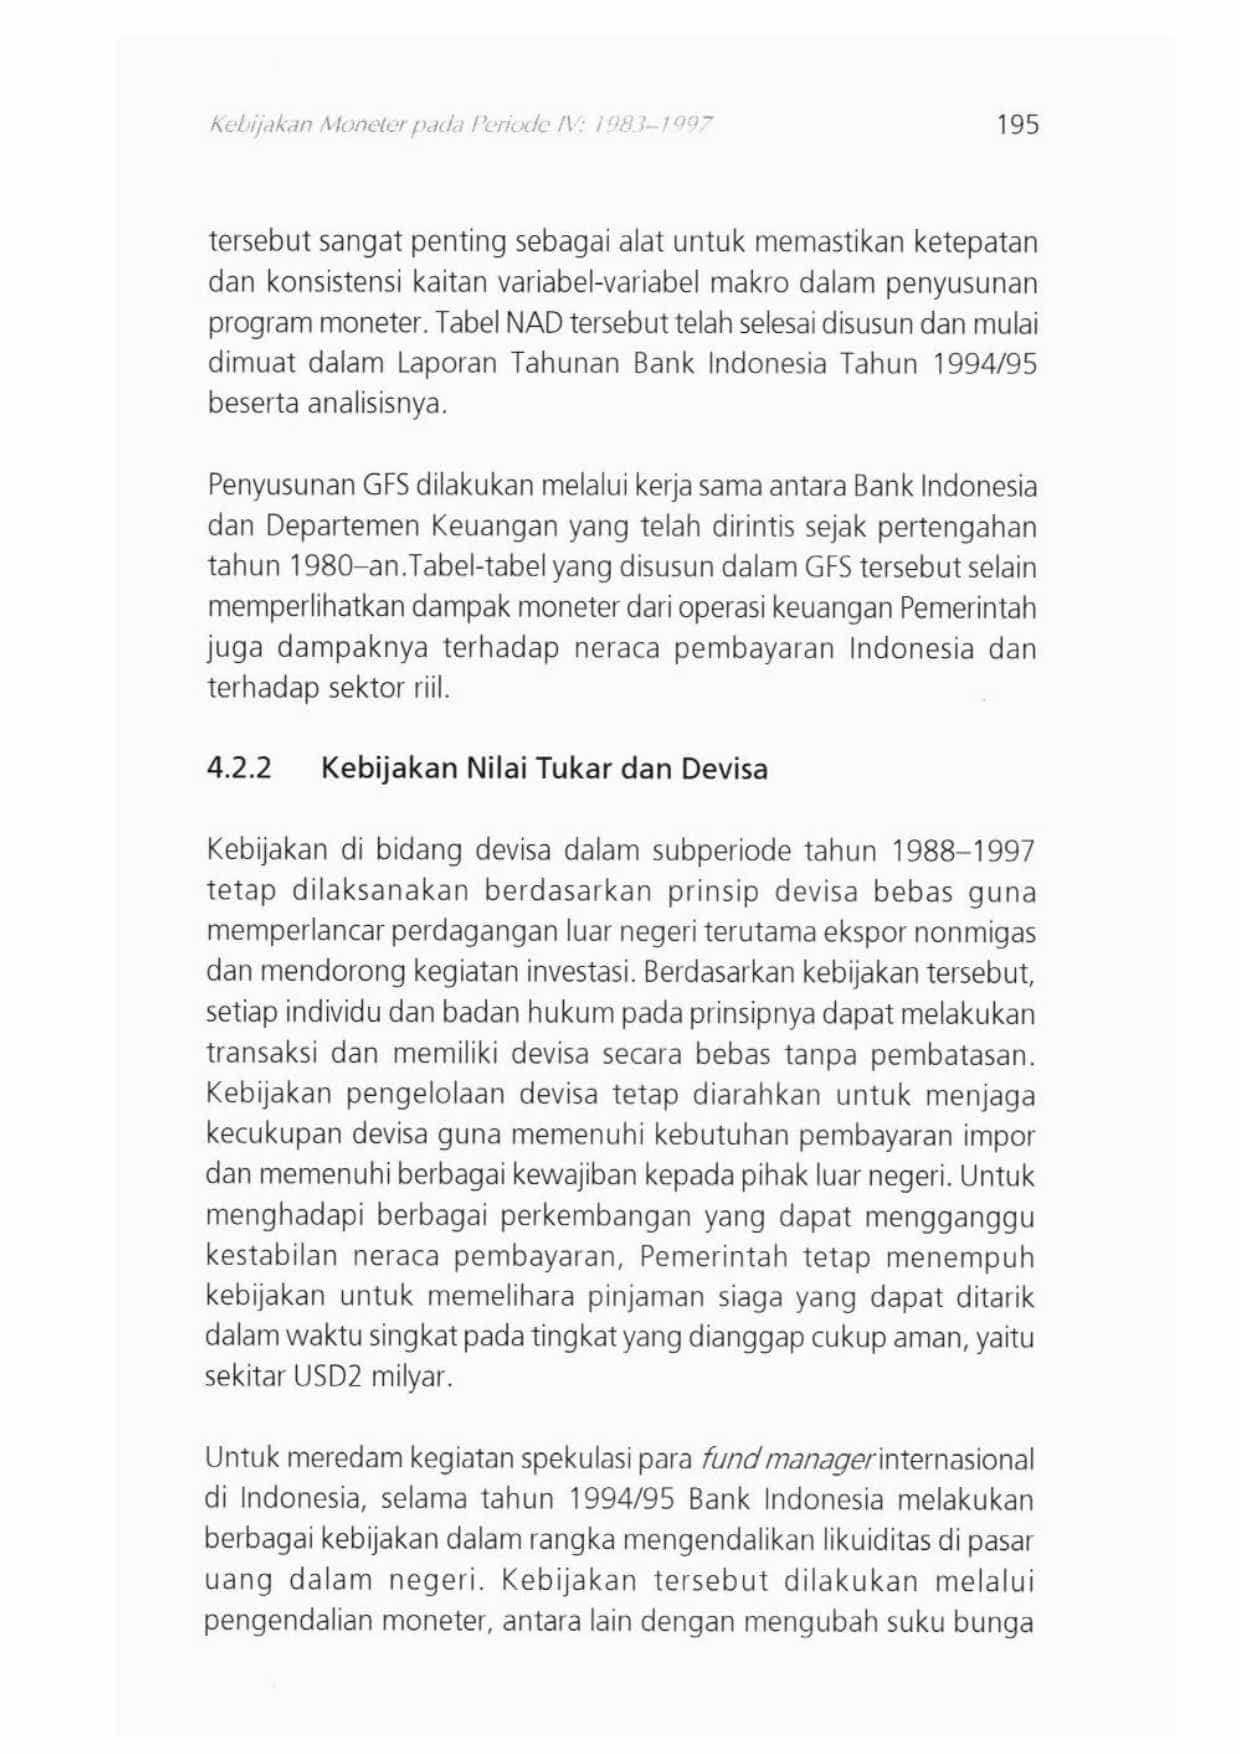 Kebijakan Moneter pada Periode IV: 1983–1997 195
tersebut sangat penting sebagai alat untuk memastikan ketepatan
dan konsistensi kaitan variabel-variabel makro dalam penyusunan
program moneter. Tabel NAD tersebut telah selesai disusun dan mulai
dimuat dalam Laporan Tahunan Bank Indonesia Tahun 1994/95
beserta analisisnya.
Penyusunan GFS dilakukan melalui kerja sama antara Bank Indonesia
dan Departemen Keuangan yang telah dirintis sejak pertengahan
tahun 1980–an.Tabel-tabel yang disusun dalam GFS tersebut selain
memperlihatkan dampak moneter dari operasi keuangan Pemerintah
juga dampaknya terhadap neraca pembayaran Indonesia dan
terhadap sektor riil.
4.2.2 Kebijakan Nilai Tukar dan Devisa
Kebijakan di bidang devisa dalam subperiode tahun 1988–1997
tetap dilaksanakan berdasarkan prinsip devisa bebas guna
memperlancar perdagangan luar negeri terutama ekspor nonmigas
dan mendorong kegiatan investasi. Berdasarkan kebijakan tersebut,
setiap individu dan badan hukum pada prinsipnya dapat melakukan
transaksi dan memiliki devisa secara bebas tanpa pembatasan.
Kebijakan pengelolaan devisa tetap diarahkan untuk menjaga
kecukupan devisa guna memenuhi kebutuhan pembayaran impor
dan memenuhi berbagai kewajiban kepada pihak luar negeri. Untuk
menghadapi berbagai perkembangan yang dapat mengganggu
kestabilan neraca pembayaran, Pemerintah tetap menempuh
kebijakan untuk memelihara pinjaman siaga yang dapat ditarik
dalam waktu singkat pada tingkat yang dianggap cukup aman, yaitu
sekitar USD2 milyar.
Untuk meredam kegiatan spekulasi para fund manager internasional
di Indonesia, selama tahun 1994/95 Bank Indonesia melakukan
berbagai kebijakan dalam rangka mengendalikan likuiditas di pasar
uang dalam negeri. Kebijakan tersebut dilakukan melalui
pengendalian moneter, antara lain dengan mengubah suku bunga